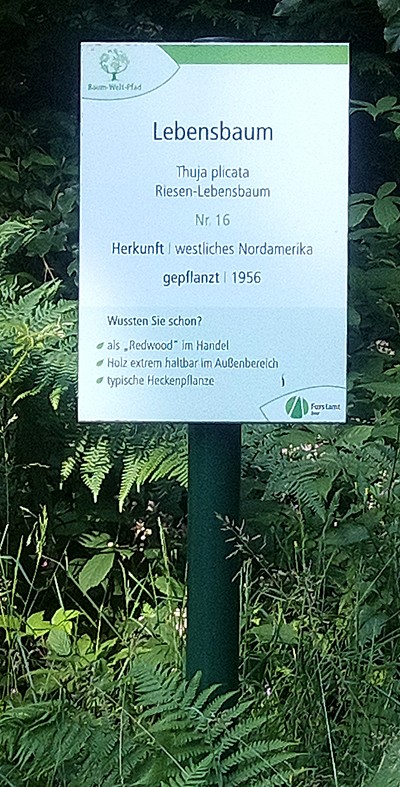 Baum-Welt-Pfad
Lebensbaum
Thuja plicata
Riesen-Lebensbaum
Nr. 16
Herkunft | westliches Nordamerika
gepflanzt | 1956
Wussten Sie schon?
als „Redwood" im Handel
Holz extrem haltbar im Außenbereich
typische Heckenpflanze
Forstamt